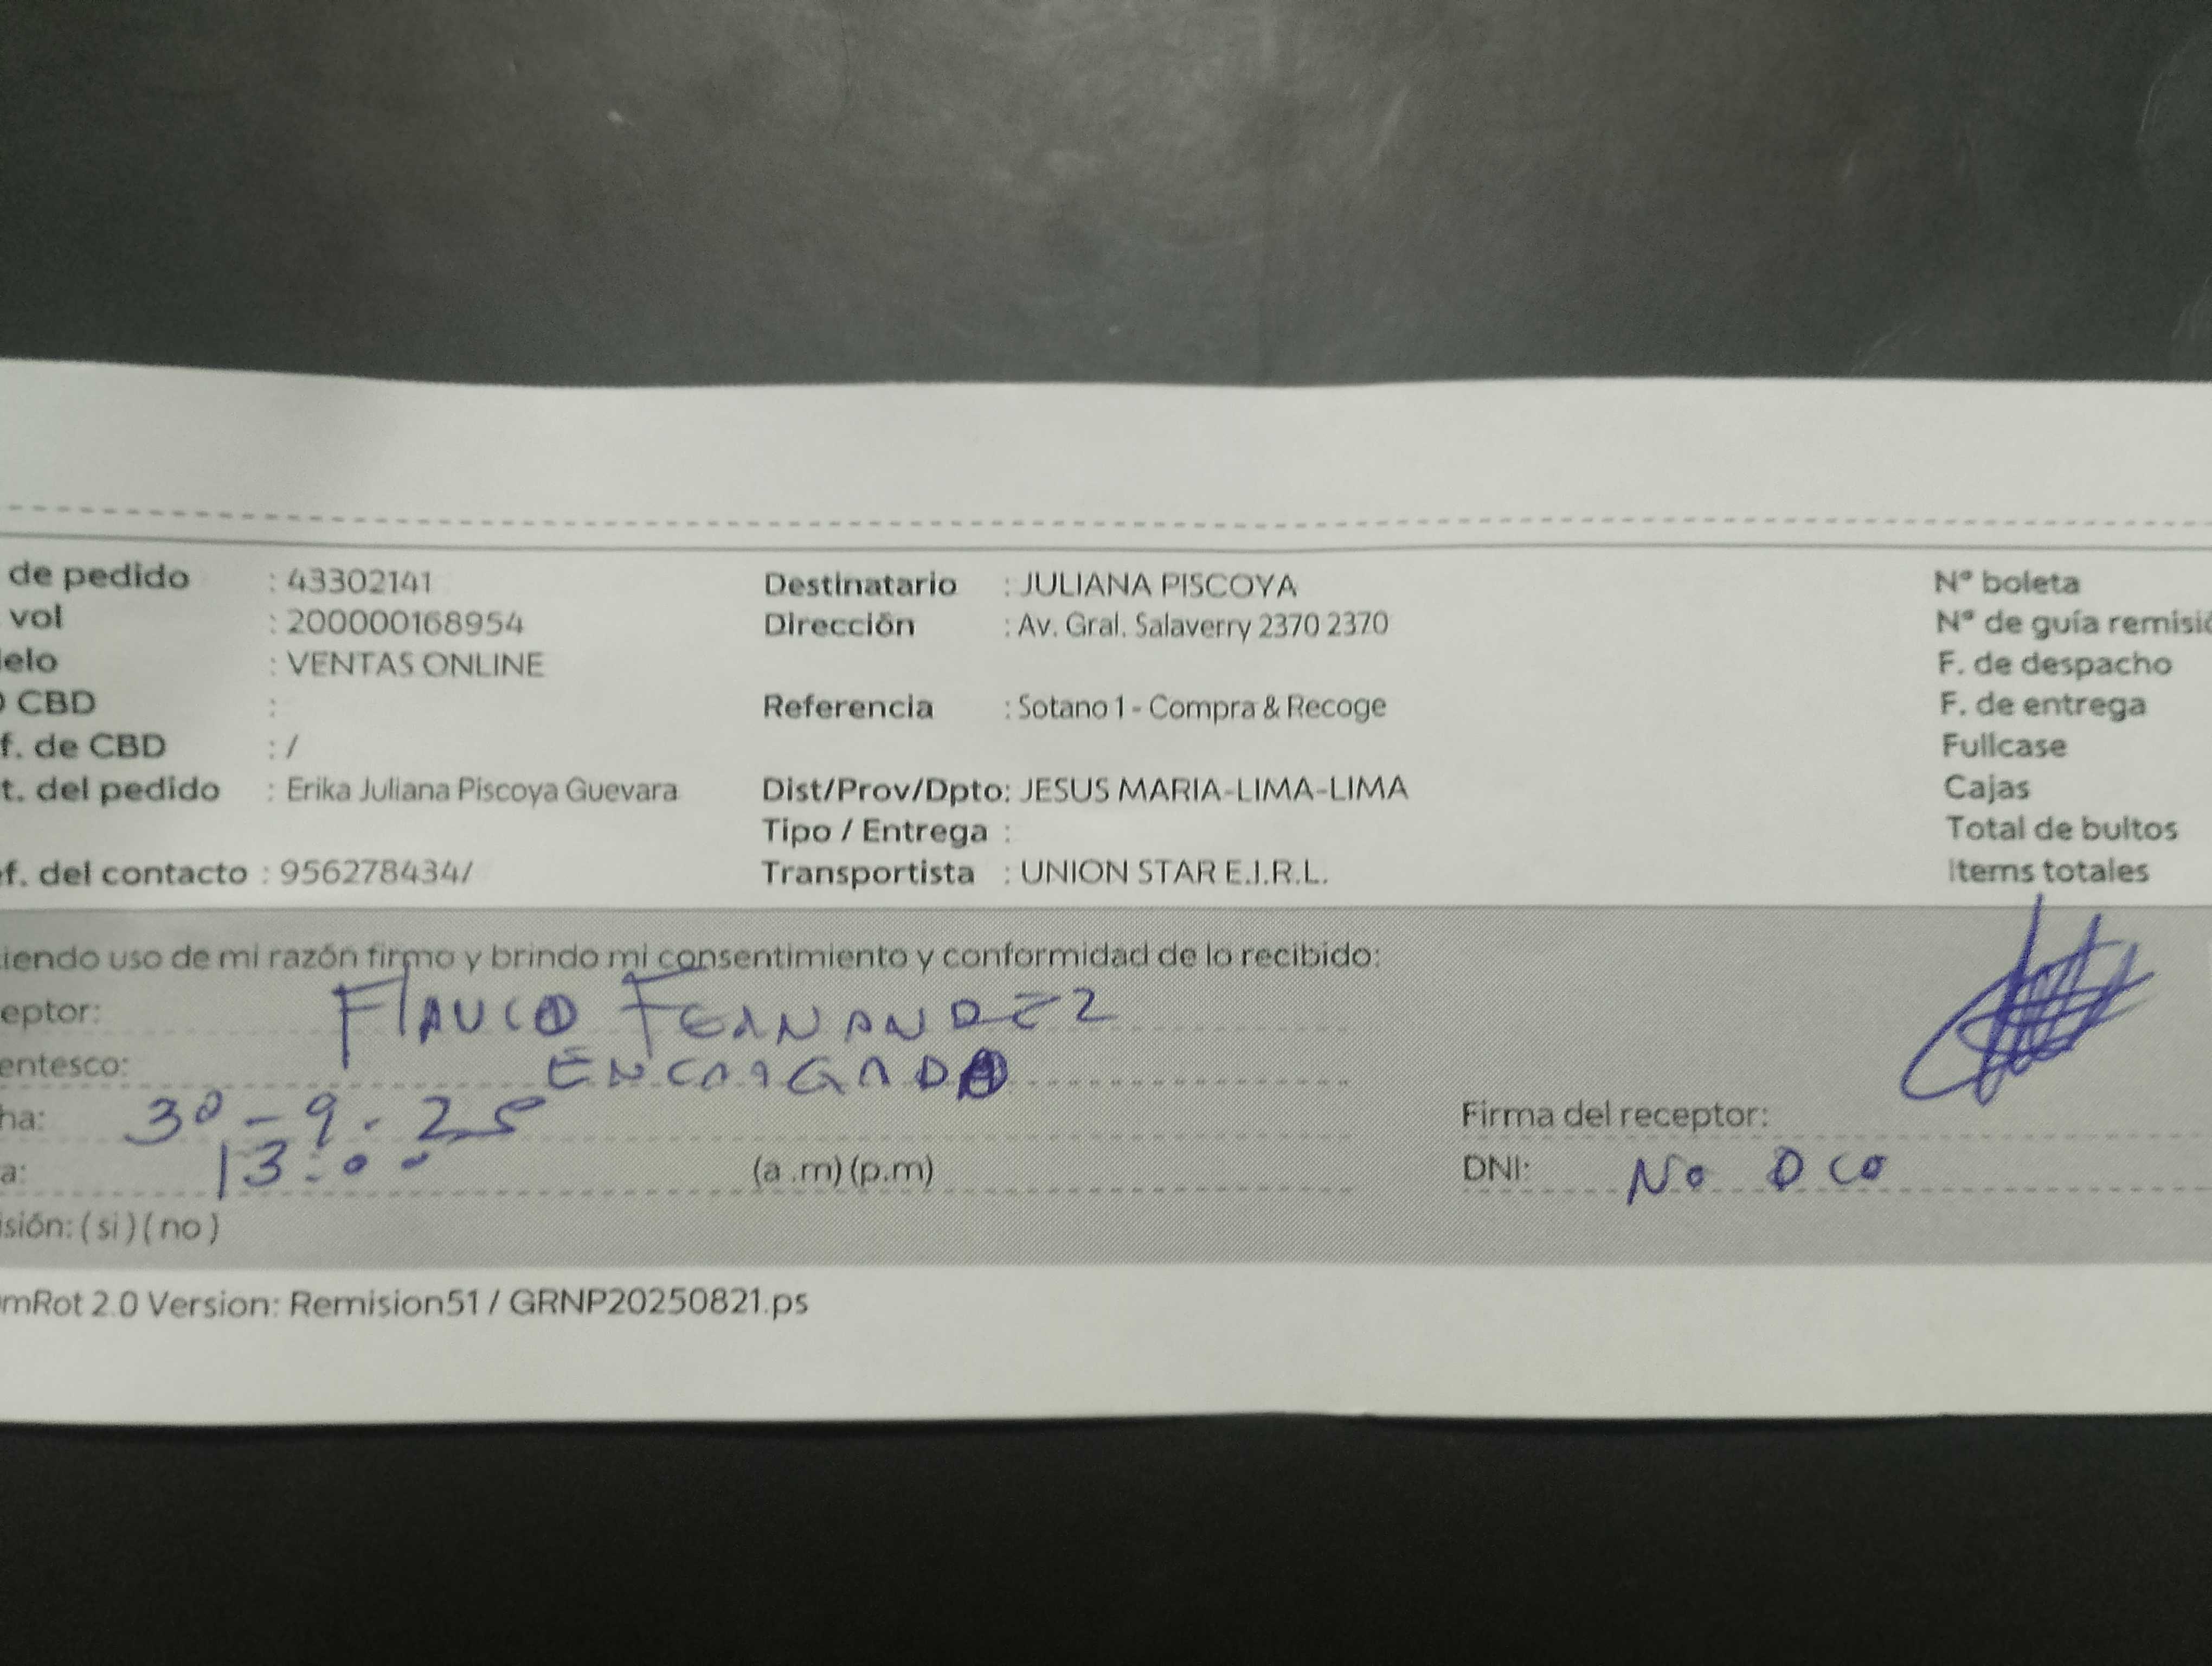 de pedido : 43302141 Destinatario : JULIANA PISCOYA N° boleta
vol : 200000168954 Dirección : Av. Gral. Salaverry 2370 2370 N° de guía remisió
elo : VENTAS ONLINE F. de despacho
CBD : Referencia : Sotano 1 - Compra & Recoge F. de entrega
f. de CBD : / Fullcase
t. del pedido : Erika Juliana Piscoya Guevara Dist/Prov/Dpto: JESUS MARIA-LIMA-LIMA Cajas
Tipo / Entrega : Total de bultos
f. del contacto : 956278434/ Transportista : UNION STAR E.I.R.L. Items totales
iendo uso de mi razón firmo y brindo mi consentimiento y conformidad de lo recibido:
eptor: FERNANDEZ
entesco: ENCARGADO
ha: 30-9-25 Firma del receptor:
a: 13:00 (a .m) (p.m) DNI: No
sión: ( si ) ( no )
mRot 2.0 Version: Remision51 / GRNP20250821.ps